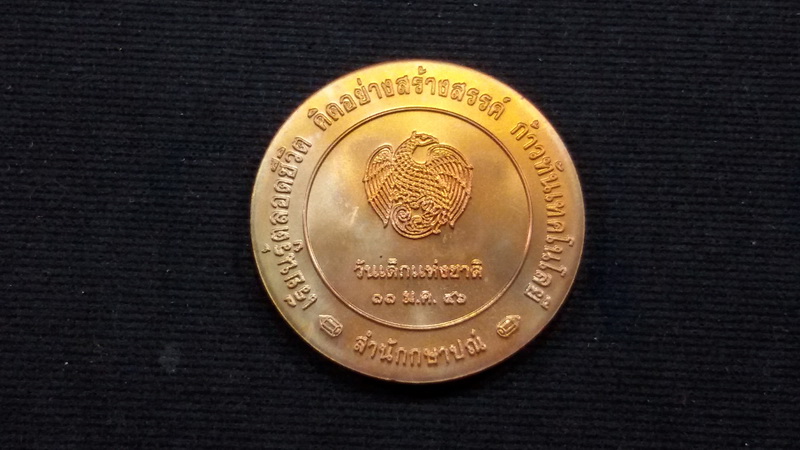 เรียนรู้ตลอดชีวิต คิดอย่างสร้างสรรค์ ก้าวทันเทคโนโลยี
วันเด็กแห่งชาติ
๑๑ ม.ค. ๔๖
สำนักกษาปณ์